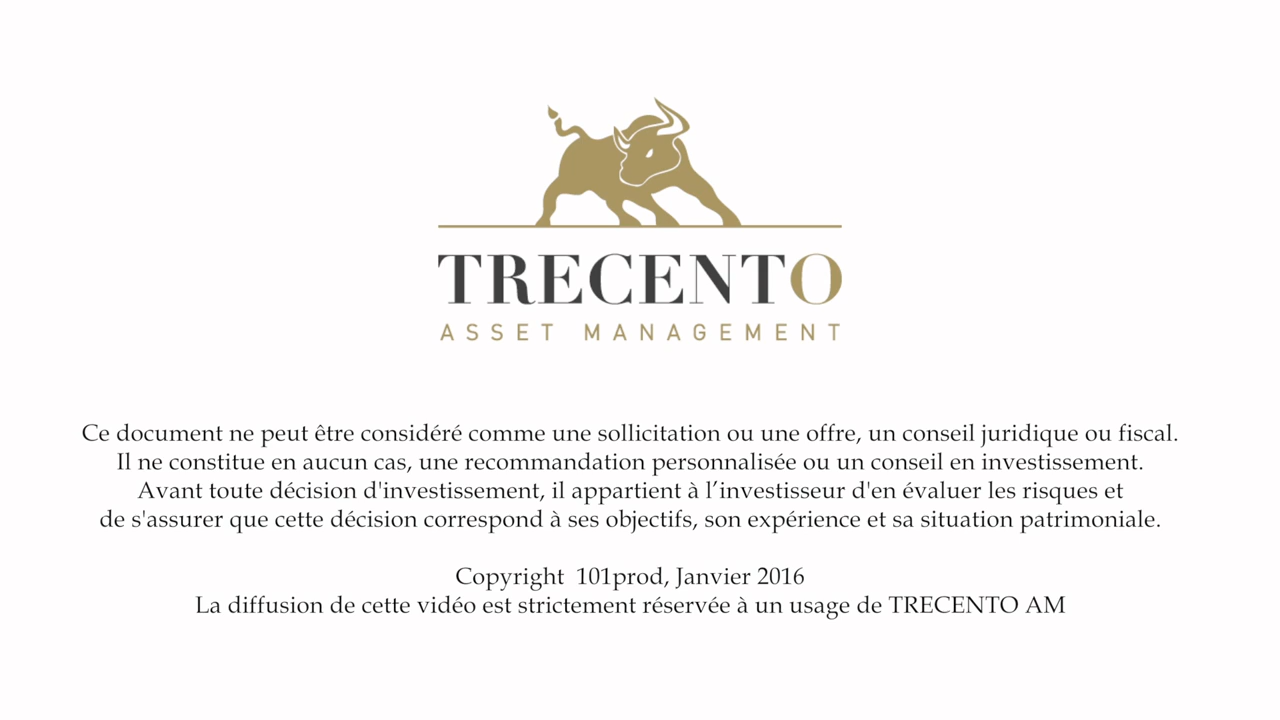 TRECENTO
ASSET MANAGEMENT
Ce document ne peut être considéré comme une sollicitation ou une offre, un conseil juridique ou fiscal.
Il ne constitue en aucun cas, une recommandation personnalisée ou un conseil en investissement.
Avant toute décision d'investissement, il appartient à l’investisseur d'en évaluer les risques et
de s'assurer que cette décision correspond à ses objectifs, son expérience et sa situation patrimoniale.
Copyright  101prod, Janvier 2016
La diffusion de cette vidéo est strictement réservée à un usage de TRECENTO AM